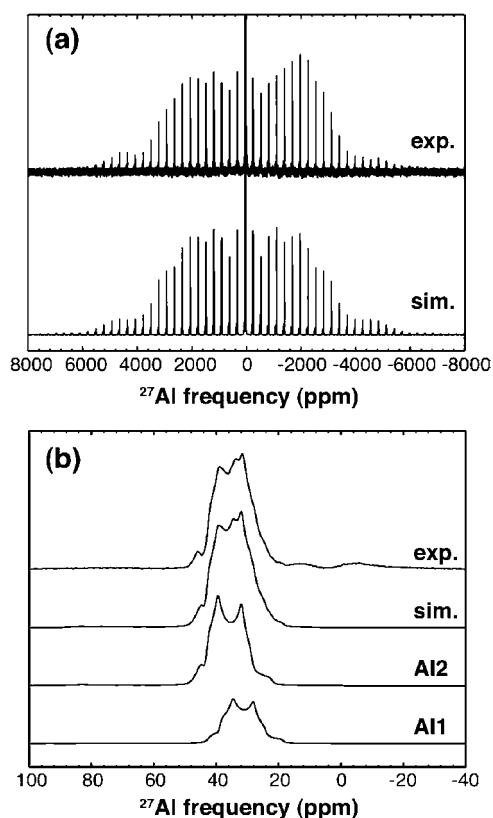 (a)
exp.
sim.
8000 6000 4000 2000 0 -2000 -4000 -6000 -8000
²⁷Al frequency (ppm)
(b)
exp.
sim.
Al2
Al1
100 80 60 40 20 0 -20 -40
²⁷Al frequency (ppm)